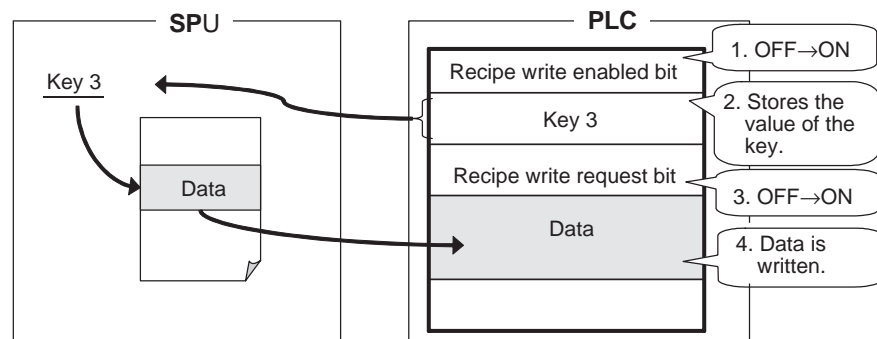 SPU
PLC
Key 3
Data
Recipe write enabled bit
Key 3
Recipe write request bit
Data
1. OFF→ON
2. Stores the
value of the
key.
3. OFF→ON
4. Data is
written.